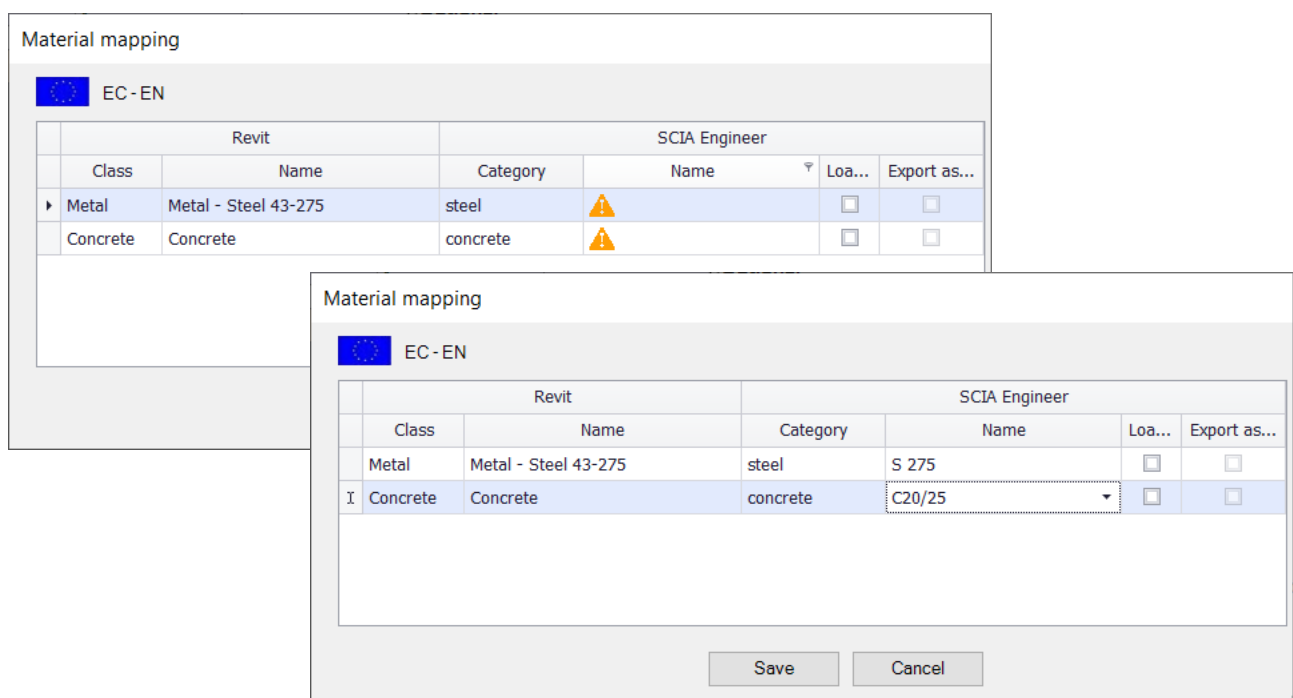 Material mapping
EC - EN
Revit SCIA Engineer
Class Name Category Name Loa... Export as...
Metal Metal - Steel 43-275 steel
Concrete Concrete concrete
Material mapping
EC - EN
Revit SCIA Engineer
Class Name Category Name Loa... Export as...
Metal Metal - Steel 43-275 steel S 275
Concrete Concrete concrete C20/25
Save Cancel